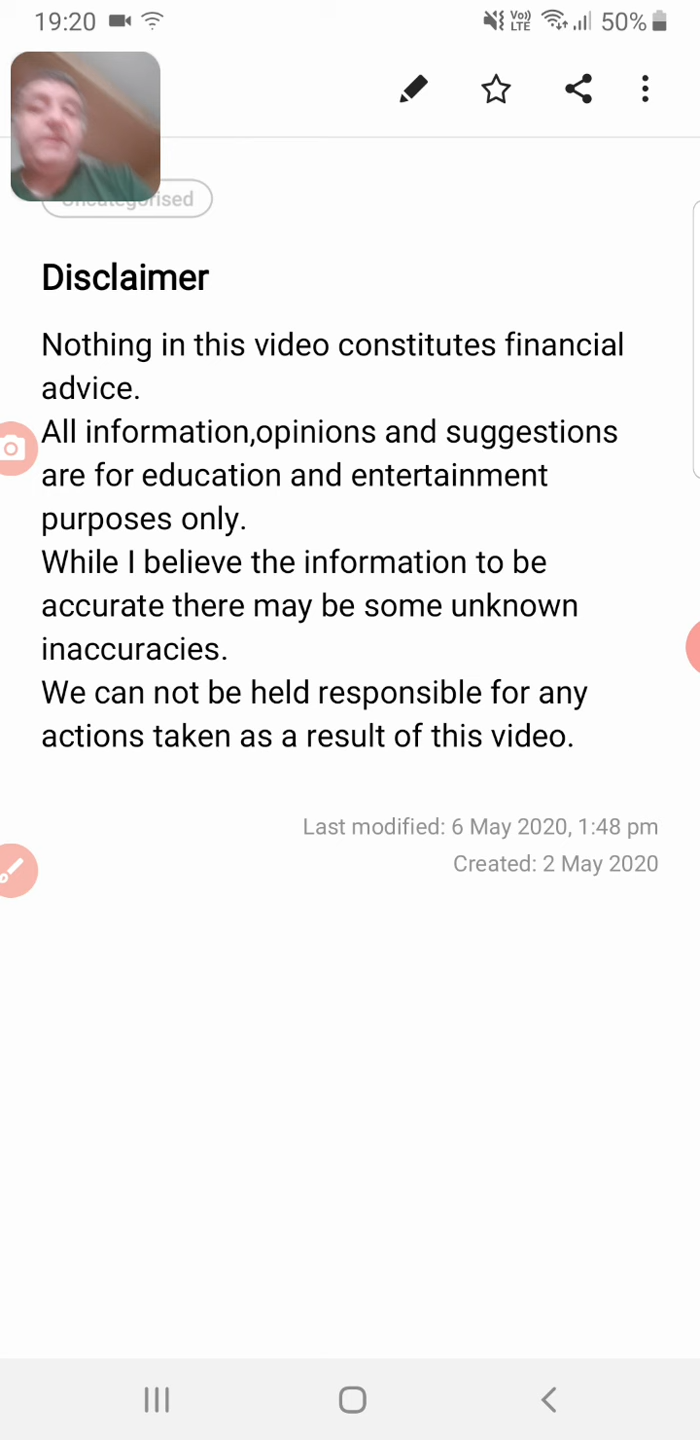 19:20
Vo))
LTE
50%
Uncategorised
Disclaimer
Nothing in this video constitutes financial
advice.
All information,opinions and suggestions
are for education and entertainment
purposes only.
While I believe the information to be
accurate there may be some unknown
inaccuracies.
We can not be held responsible for any
actions taken as a result of this video.
Last modified: 6 May 2020, 1:48 pm
Created: 2 May 2020